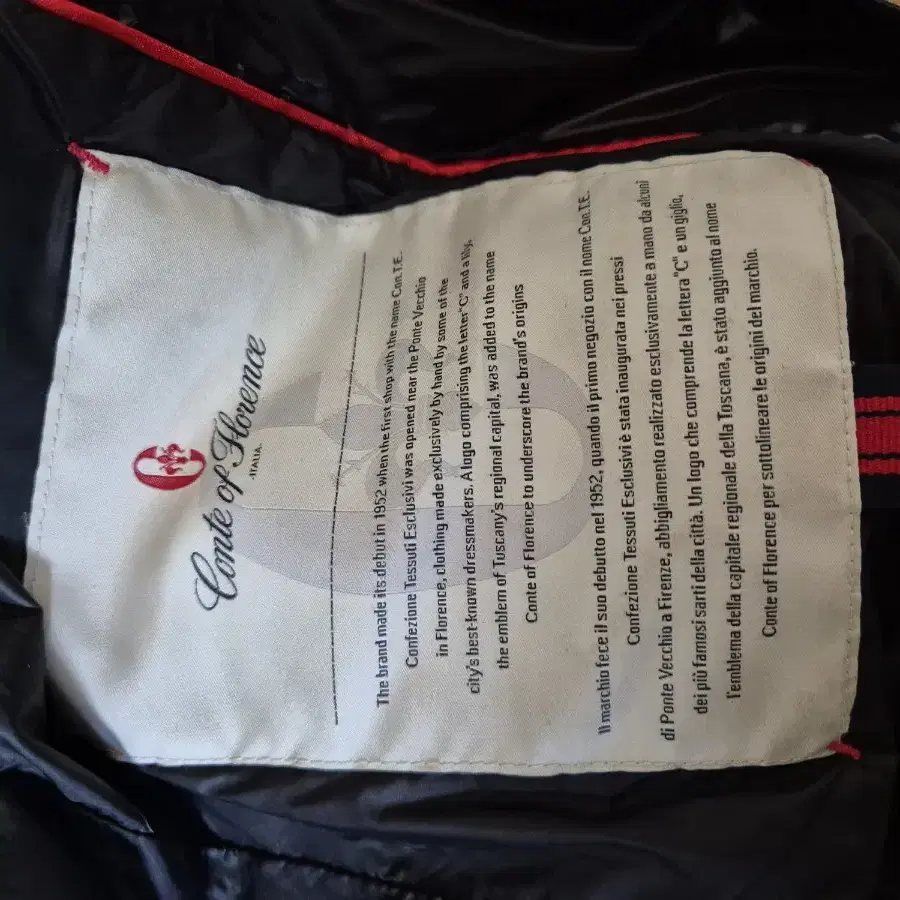 Conte of Florence
ITALIA.
The brand made its debut in 1952 when the first shop with the name Con.T.E.
Confezione Tessuti Esclusivi was opened near the Ponte Vecchio
in Florence, clothing made exclusively by hand by some of the
city's best-known dressmakers. A logo comprising the letter "C" and a lily,
the emblem of Tuscany's regional capital, was added to the name
Conte of Florence to underscore the brand's origins
Il marchio fece il suo debutto nel 1952, quando il primo negozio con il nome Con.T.E.
Confezione Tessuti Esclusivi è stata inaugurata nei pressi
di Ponte Vecchio a Firenze, abbigliamento realizzato esclusivamente a mano da alcuni
dei più famosi sarti della città. Un logo che comprende la lettera "C" e un giglio,
l'emblema della capitale regionale della Toscana, è stato aggiunto al nome
Conte of Florence per sottolineare le origini del marchio.